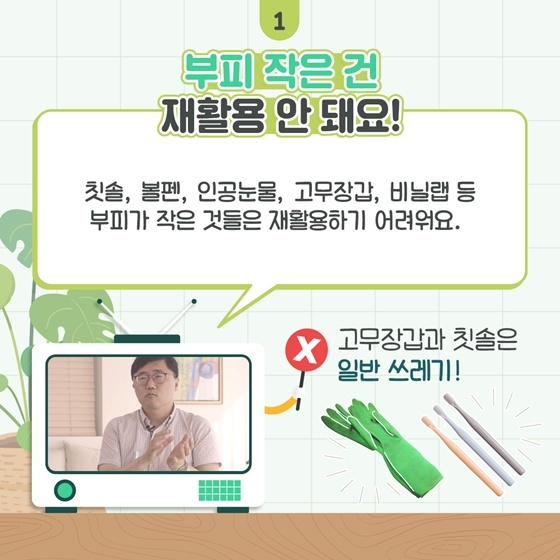 1
부피 작은 건
재활용 안 돼요!
칫솔, 볼펜, 인공눈물, 고무장갑, 비닐랩 등
부피가 작은 것들은 재활용하기 어려워요.
X
고무장갑과 칫솔은
일반 쓰레기!